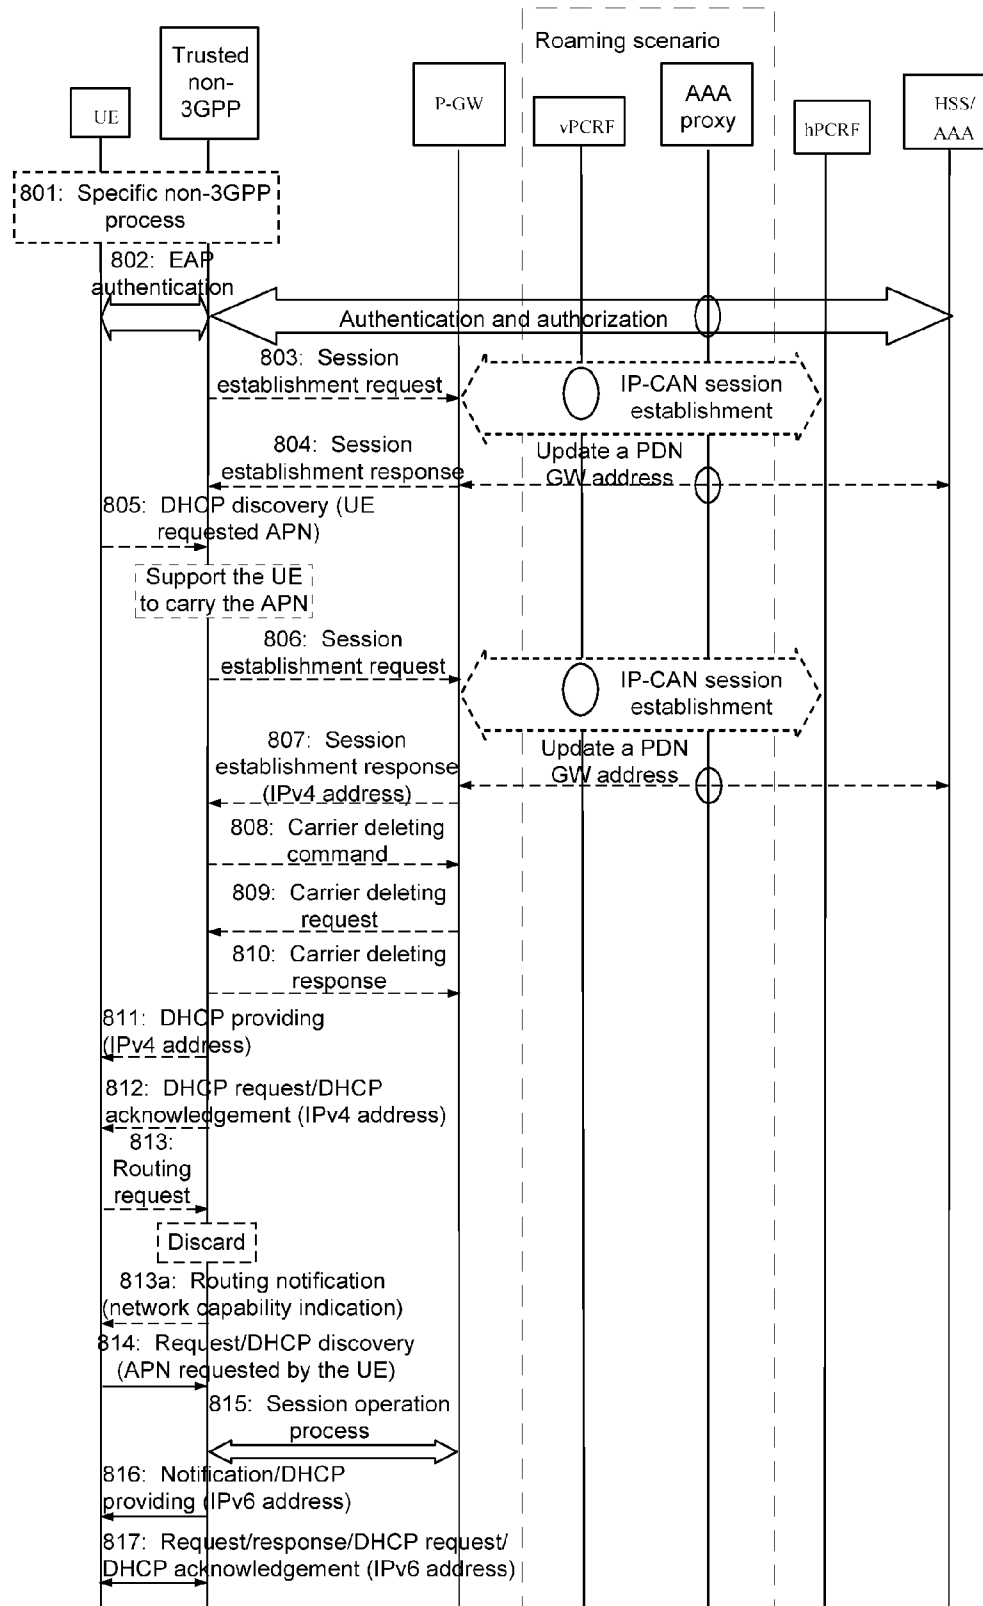 Roaming scenario
Trusted
non-
3GPP
UE
P-GW
vPCRF
AAA
proxy
hPCRF
HSS/
AAA
801: Specific non-3GPP
process
802: EAP
authentication
Authentication and authorization
803: Session
establishment request
IP-CAN session
establishment
804: Session
establishment response
Update a PDN
GW address
805: DHCP discovery (UE
requested APN)
Support the UE
to carry the APN
806: Session
establishment request
IP-CAN session
establishment
807: Session
establishment response
(IPv4 address)
Update a PDN
GW address
808: Carrier deleting
command
809: Carrier deleting
request
810: Carrier deleting
response
811: DHCP providing
(IPv4 address)
812: DHCP request/DHCP
acknowledgement (IPv4 address)
813:
Routing
request
Discard
813a: Routing notification
(network capability indication)
814: Request/DHCP discovery
(APN requested by the UE)
815: Session operation
process
816: Notification/DHCP
providing (IPv6 address)
817: Request/response/DHCP request/
DHCP acknowledgement (IPv6 address)